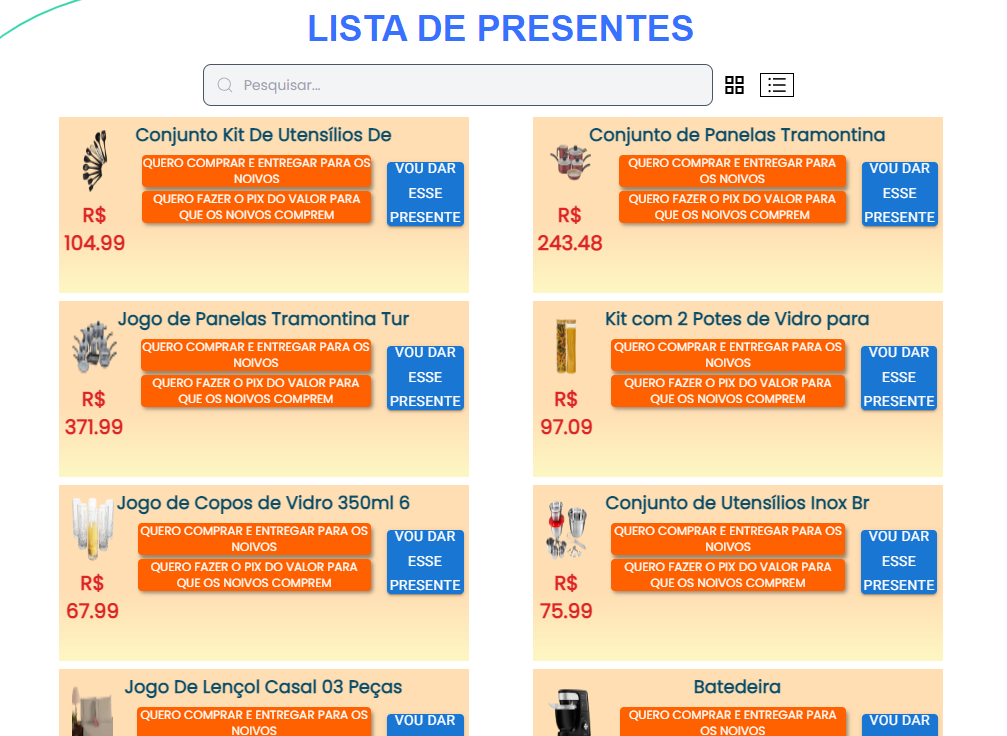 LISTA DE PRESENTES
Pesquisar...
Conjunto Kit De Utensílios De
QUERO COMPRAR E ENTREGAR PARA OS
NOIVOS
QUERO FAZER O PIX DO VALOR PARA
QUE OS NOIVOS COMPREM
VOU DAR
ESSE
PRESENTE
R$
104.99
Conjunto de Panelas Tramontina
QUERO COMPRAR E ENTREGAR PARA
OS NOIVOS
QUERO FAZER O PIX DO VALOR PARA
QUE OS NOIVOS COMPREM
VOU DAR
ESSE
PRESENTE
R$
243.48
Jogo de Panelas Tramontina Tur
QUERO COMPRAR E ENTREGAR PARA OS
NOIVOS
QUERO FAZER O PIX DO VALOR PARA
QUE OS NOIVOS COMPREM
VOU DAR
ESSE
PRESENTE
R$
371.99
Kit com 2 Potes de Vidro para
QUERO COMPRAR E ENTREGAR PARA OS
NOIVOS
QUERO FAZER O PIX DO VALOR PARA
QUE OS NOIVOS COMPREM
VOU DAR
ESSE
PRESENTE
R$
97.09
Jogo de Copos de Vidro 350ml 6
QUERO COMPRAR E ENTREGAR PARA OS
NOIVOS
QUERO FAZER O PIX DO VALOR PARA
QUE OS NOIVOS COMPREM
VOU DAR
ESSE
PRESENTE
R$
67.99
Conjunto de Utensílios Inox Br
QUERO COMPRAR E ENTREGAR PARA OS
NOIVOS
QUERO FAZER O PIX DO VALOR PARA
QUE OS NOIVOS COMPREM
VOU DAR
ESSE
PRESENTE
R$
75.99
Jogo De Lençol Casal 03 Peças
QUERO COMPRAR E ENTREGAR PARA OS
NOIVOS
VOU DAR
Batedeira
QUERO COMPRAR E ENTREGAR PARA
OS NOIVOS
VOU DAR